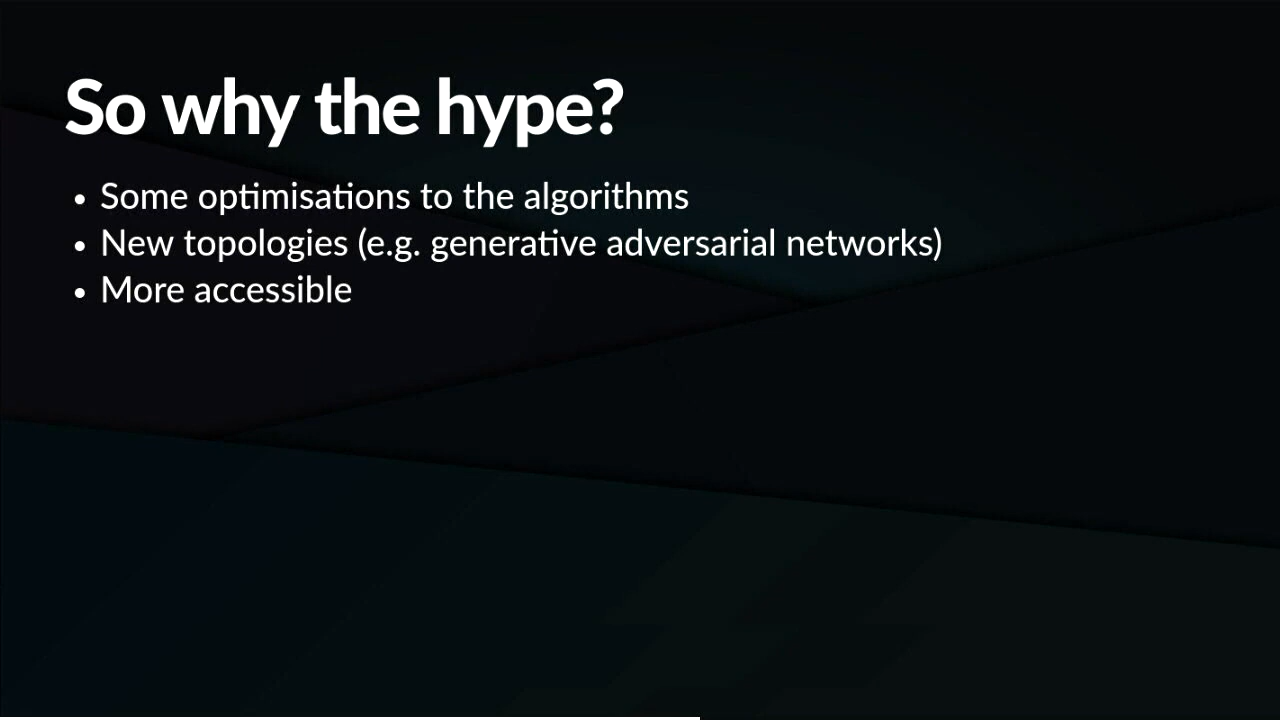 So why the hype?
• Some optimisations to the algorithms
• New topologies (e.g. generative adversarial networks)
• More accessible